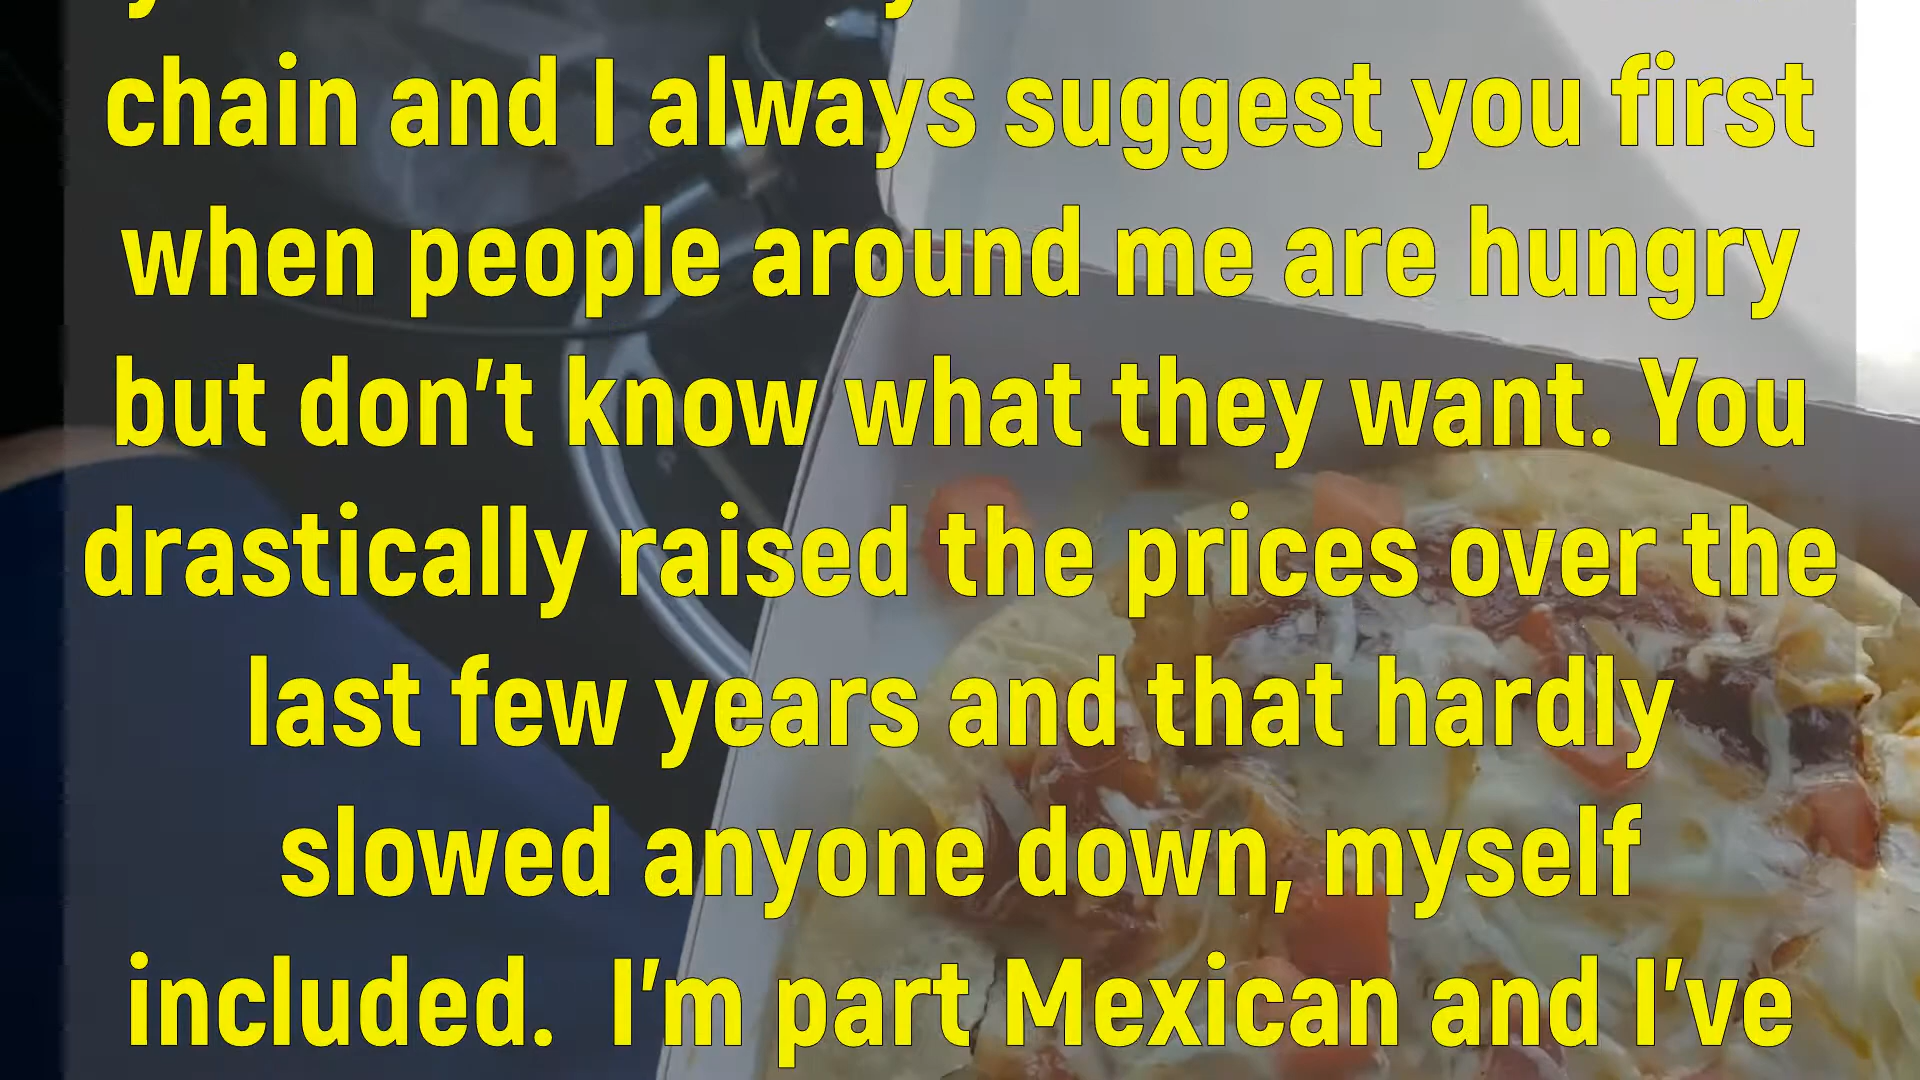 chain and I always suggest you first
when people around me are hungry
but don't know what they want. You
drastically raised the prices over the
last few years and that hardly
slowed anyone down, myself
included.  I'm part Mexican and I've